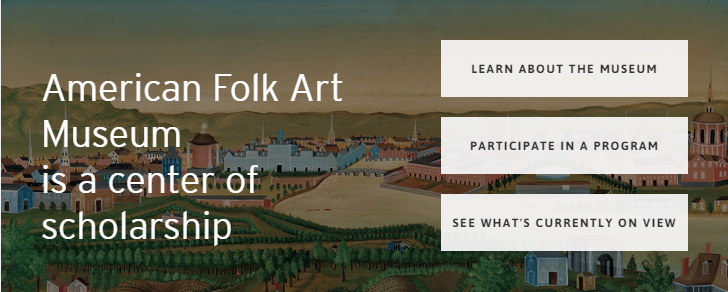 American Folk Art
Museum
is a center of
scholarship
LEARN ABOUT THE MUSEUM
PARTICIPATE IN A PROGRAM
SEE WHAT'S CURRENTLY ON VIEW